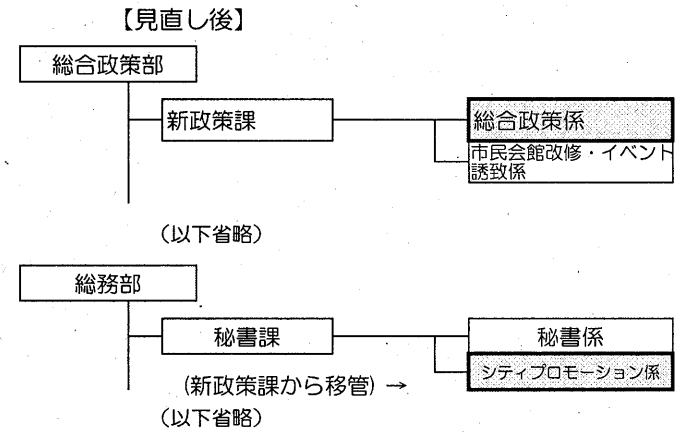 【見直し後】
総合政策部
新政策課
総合政策係
市民会館改修・イベント
誘致係
（以下省略）
総務部
秘書課
秘書係
シティプロモーション係
(新政策課から移管) →
（以下省略）